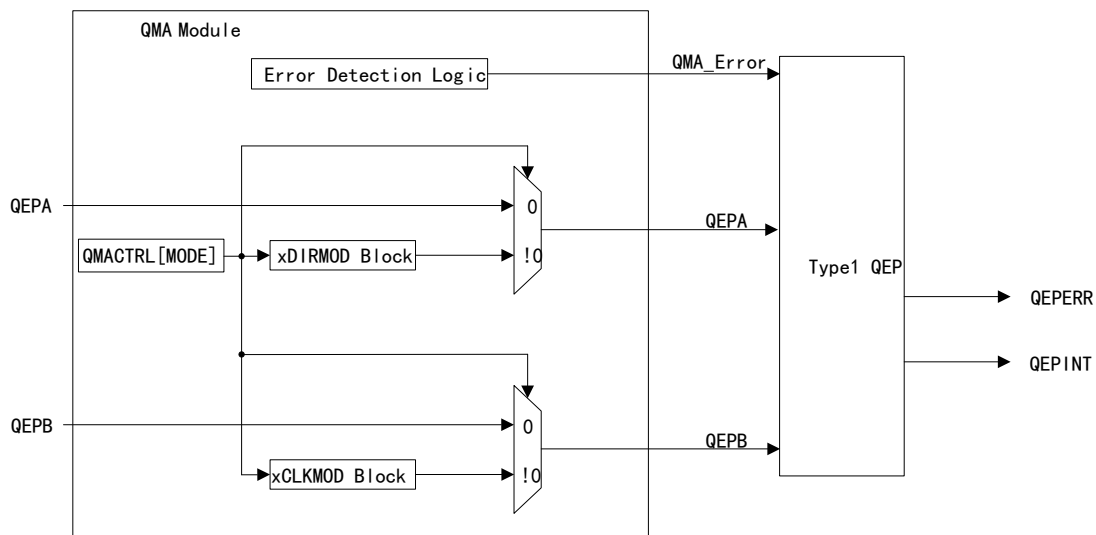 QMA Module
QMA_Error
Error Detection Logic
QEPA
0
QEPA
QMACTRL[MODE]
xDIRMOD Block
!0
Type1 QEP
QEPERR
QEPINT
QEPB
0
QEPB
xCLKMOD Block
!0